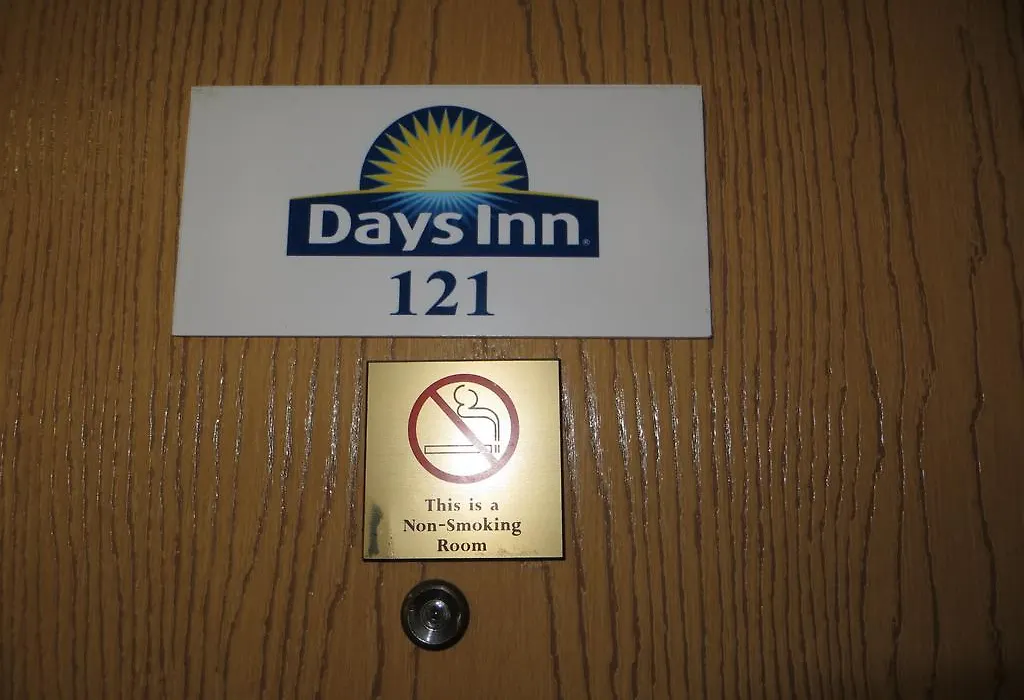 Days Inn®
121
This is a
Non-Smoking
Room